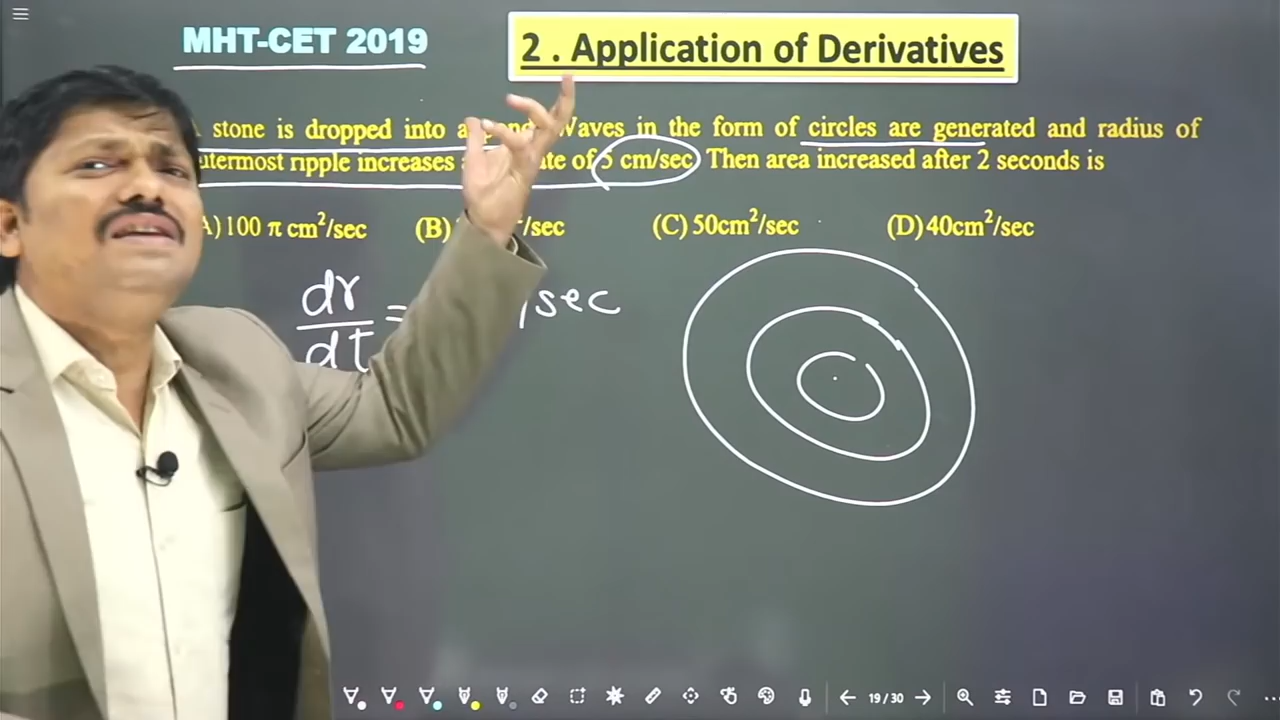 MHT-CET 2019
2 . Application of Derivatives
stone is dropped into a Waves in the form of circles are generated and radius of
utermost ripple increases ate of 5 cm/sec Then area increased after 2 seconds is
A) 100 π cm²/sec (B) /sec (C) 50cm²/sec (D) 40cm²/sec
dr
dt
= /sec
19 / 30